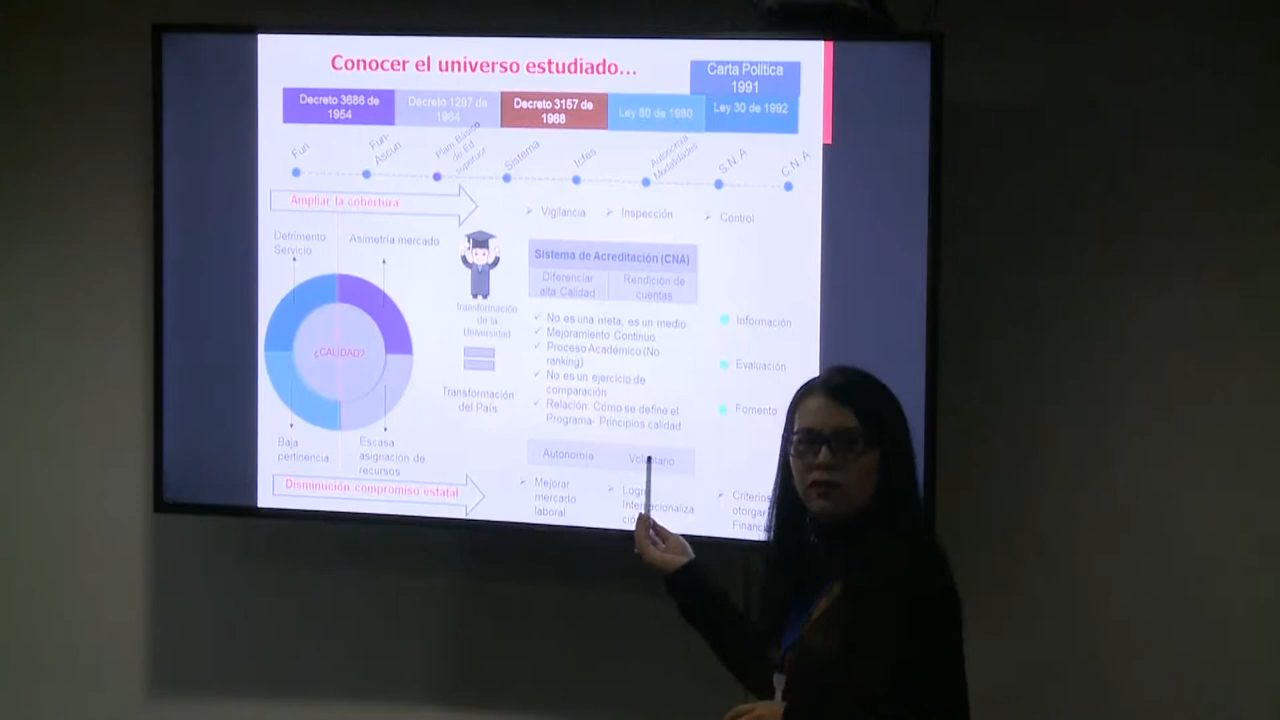 Conocer el universo estudiado...
Carta Política
1991
Decreto 3686 de
1954
Decreto 1297 de
1964
Decreto 3157 de
1968
Ley 80 de 1980
Ley 30 de 1992
Fun
Fun-
Ascun
Plam Básico
de Ed
superior
Sistema
Icfes
Autonomía
Modalidades
S.N.A
C.N.A
Ampliar la cobertura
Vigilancia
Inspección
Control
Detrimento
Servicio
Asimetría mercado
¿CALIDAD?
Baja
pertinencia
Escasa
asignación de
recursos
Disminución compromiso estatal
transformación
de la
Universidad
Transformación
del País
Sistema de Acreditación (CNA)
Diferenciar
alta Calidad
Rendición de
cuentas
No es una meta, es un medio
Mejoramiento Continuo
Proceso Académico (No
ranking)
No es un ejercicio de
comparación
Relación: Cómo se define el
Programa- Principios calidad
Información
Evaluación
Fomento
Autonomía
Voluntario
Mejorar
mercado
laboral
Internacionaliza
Criterios
otorgar